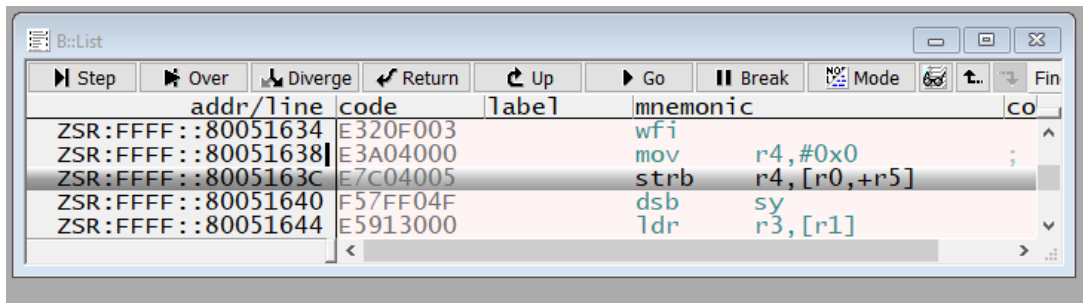 B::List
Step Over Diverge Return Up Go Break Mode Fin
addr/line code label mnemonic co
ZSR:FFFF::80051634 E320F003 wfi
ZSR:FFFF::80051638 E3A04000 mov r4,#0x0 ;
ZSR:FFFF::8005163C E7C04005 strb r4,[r0,+r5]
ZSR:FFFF::80051640 F57FF04F dsb sy
ZSR:FFFF::80051644 E5913000 ldr r3,[r1]